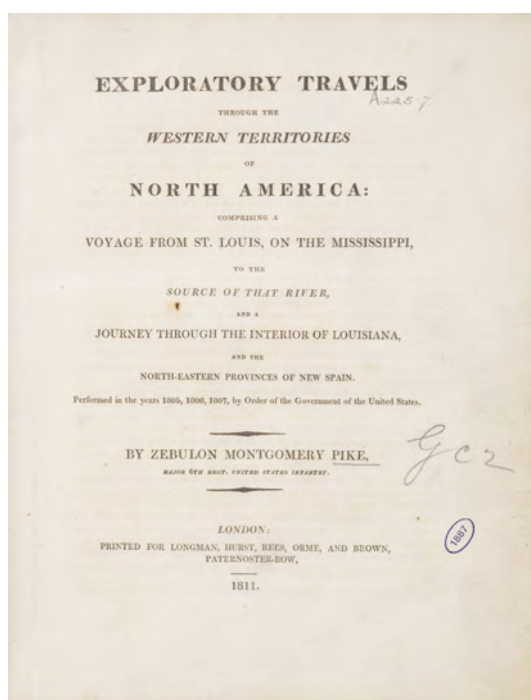 EXPLORATORY TRAVELS
A225.7.
THROUGH THE
WESTERN TERRITORIES
OF
NORTH AMERICA:
COMPRISING A
VOYAGE FROM ST. LOUIS, ON THE MISSISSIPPI,
TO THE
SOURCE OF THAT RIVER,
AND A
JOURNEY THROUGH THE INTERIOR OF LOUISIANA,
AND THE
NORTH-EASTERN PROVINCES OF NEW SPAIN.
Performed in the years 1805, 1806, 1807, by Order of the Government of the United States.
BY ZEBULON MONTGOMERY PIKE,
MAJOR 6TH REGT. UNITED STATES INFANTRY.
LONDON:
PRINTED FOR LONGMAN, HURST, REES, ORME, AND BROWN,
PATERNOSTER-ROW,
1811.
1887